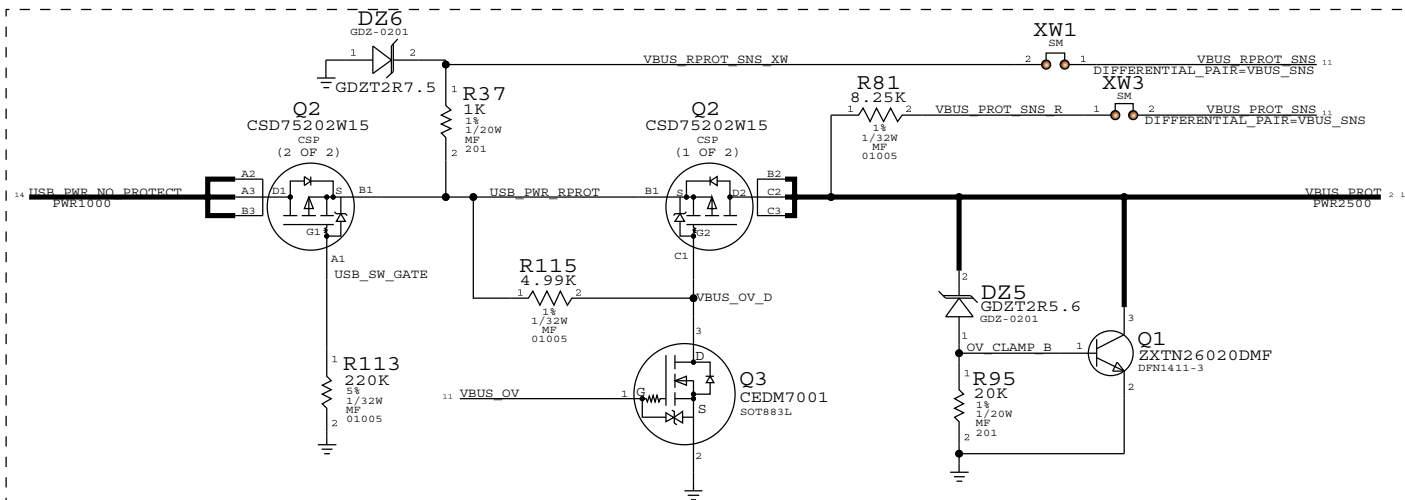 DZ6
GDZ-0201
1
2
GDZT2R7.5
XW1
SM
VBUS_RPROT_SNS_XW
2
1
VBUS_RPROT_SNS
11
DIFFERENTIAL_PAIR=VBUS_SNS
1
R37
1K
1%
1/20W
MF
201
2
R81
8.25K
1
2
1%
1/32W
MF
01005
VBUS_PROT_SNS_R
XW3
SM
1
2
VBUS_PROT_SNS
11
DIFFERENTIAL_PAIR=VBUS_SNS
Q2
CSD75202W15
CSP
(2 OF 2)
Q2
CSD75202W15
CSP
(1 OF 2)
14
USB_PWR_NO_PROTECT
PWR1000
A2
A3
B3
D1
S
G1
B1
A1
USB_SW_GATE
USB_PWR_RPROT
B1
S
D2
G2
C1
B2
C2
C3
VBUS_PROT
PWR2500
2
1
R115
4.99K
1
2
1%
1/32W
MF
01005
VBUS_OV_D
2
DZ5
GDZT2R5.6
GDZ-0201
1
OV_CLAMP_B
1
3
Q1
ZXTN26020DMF
DFN1411-3
2
1
R113
220K
5%
1/32W
MF
01005
2
11
VBUS_OV
1
G
3
D
S
2
Q3
CEDM7001
SOT883L
1
R95
20K
1%
1/20W
MF
201
2